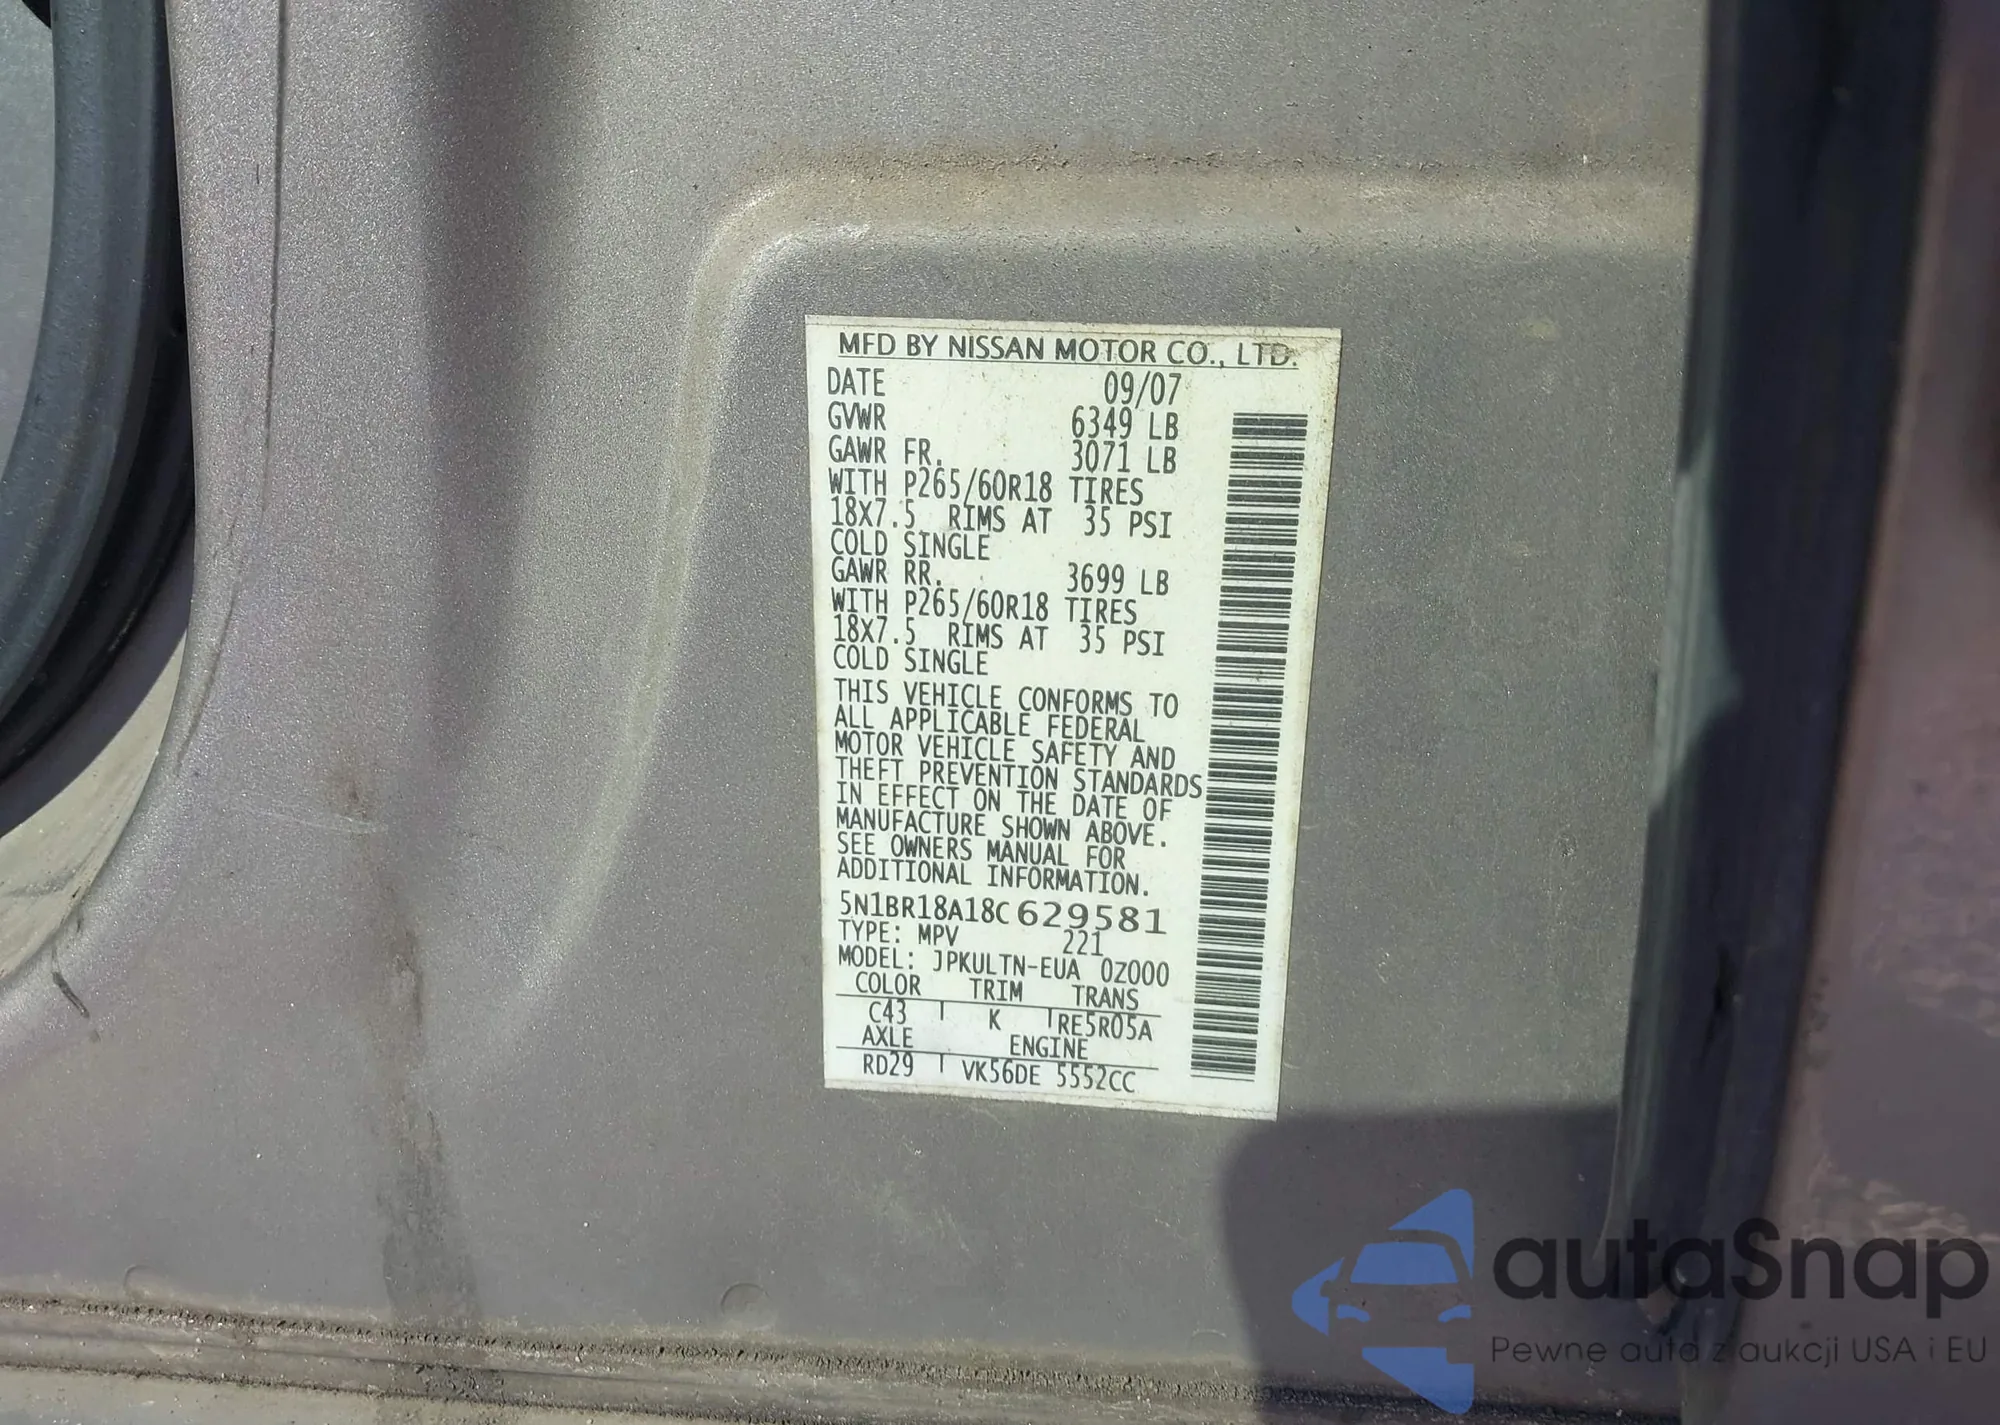 MFD BY NISSAN MOTOR CO., LTD.
DATE 09/07
GVWR 6349 LB
GAWR FR. 3071 LB
WITH P265/60R18 TIRES
18X7.5 RIMS AT 35 PSI
COLD SINGLE
GAWR RR. 3699 LB
WITH P265/60R18 TIRES
18X7.5 RIMS AT 35 PSI
COLD SINGLE
THIS VEHICLE CONFORMS TO
ALL APPLICABLE FEDERAL
MOTOR VEHICLE SAFETY AND
THEFT PREVENTION STANDARDS
IN EFFECT ON THE DATE OF
MANUFACTURE SHOWN ABOVE.
SEE OWNERS MANUAL FOR
ADDITIONAL INFORMATION.
5N1BR18A18C629581
TYPE: MPV 221
MODEL: JPKULTN-EUA 0Z000
COLOR TRIM TRANS
C43 K RE5R05A
AXLE ENGINE
RD29 VK56DE 5552CC
autoSnap
Pewne auta z aukcji USA i EU